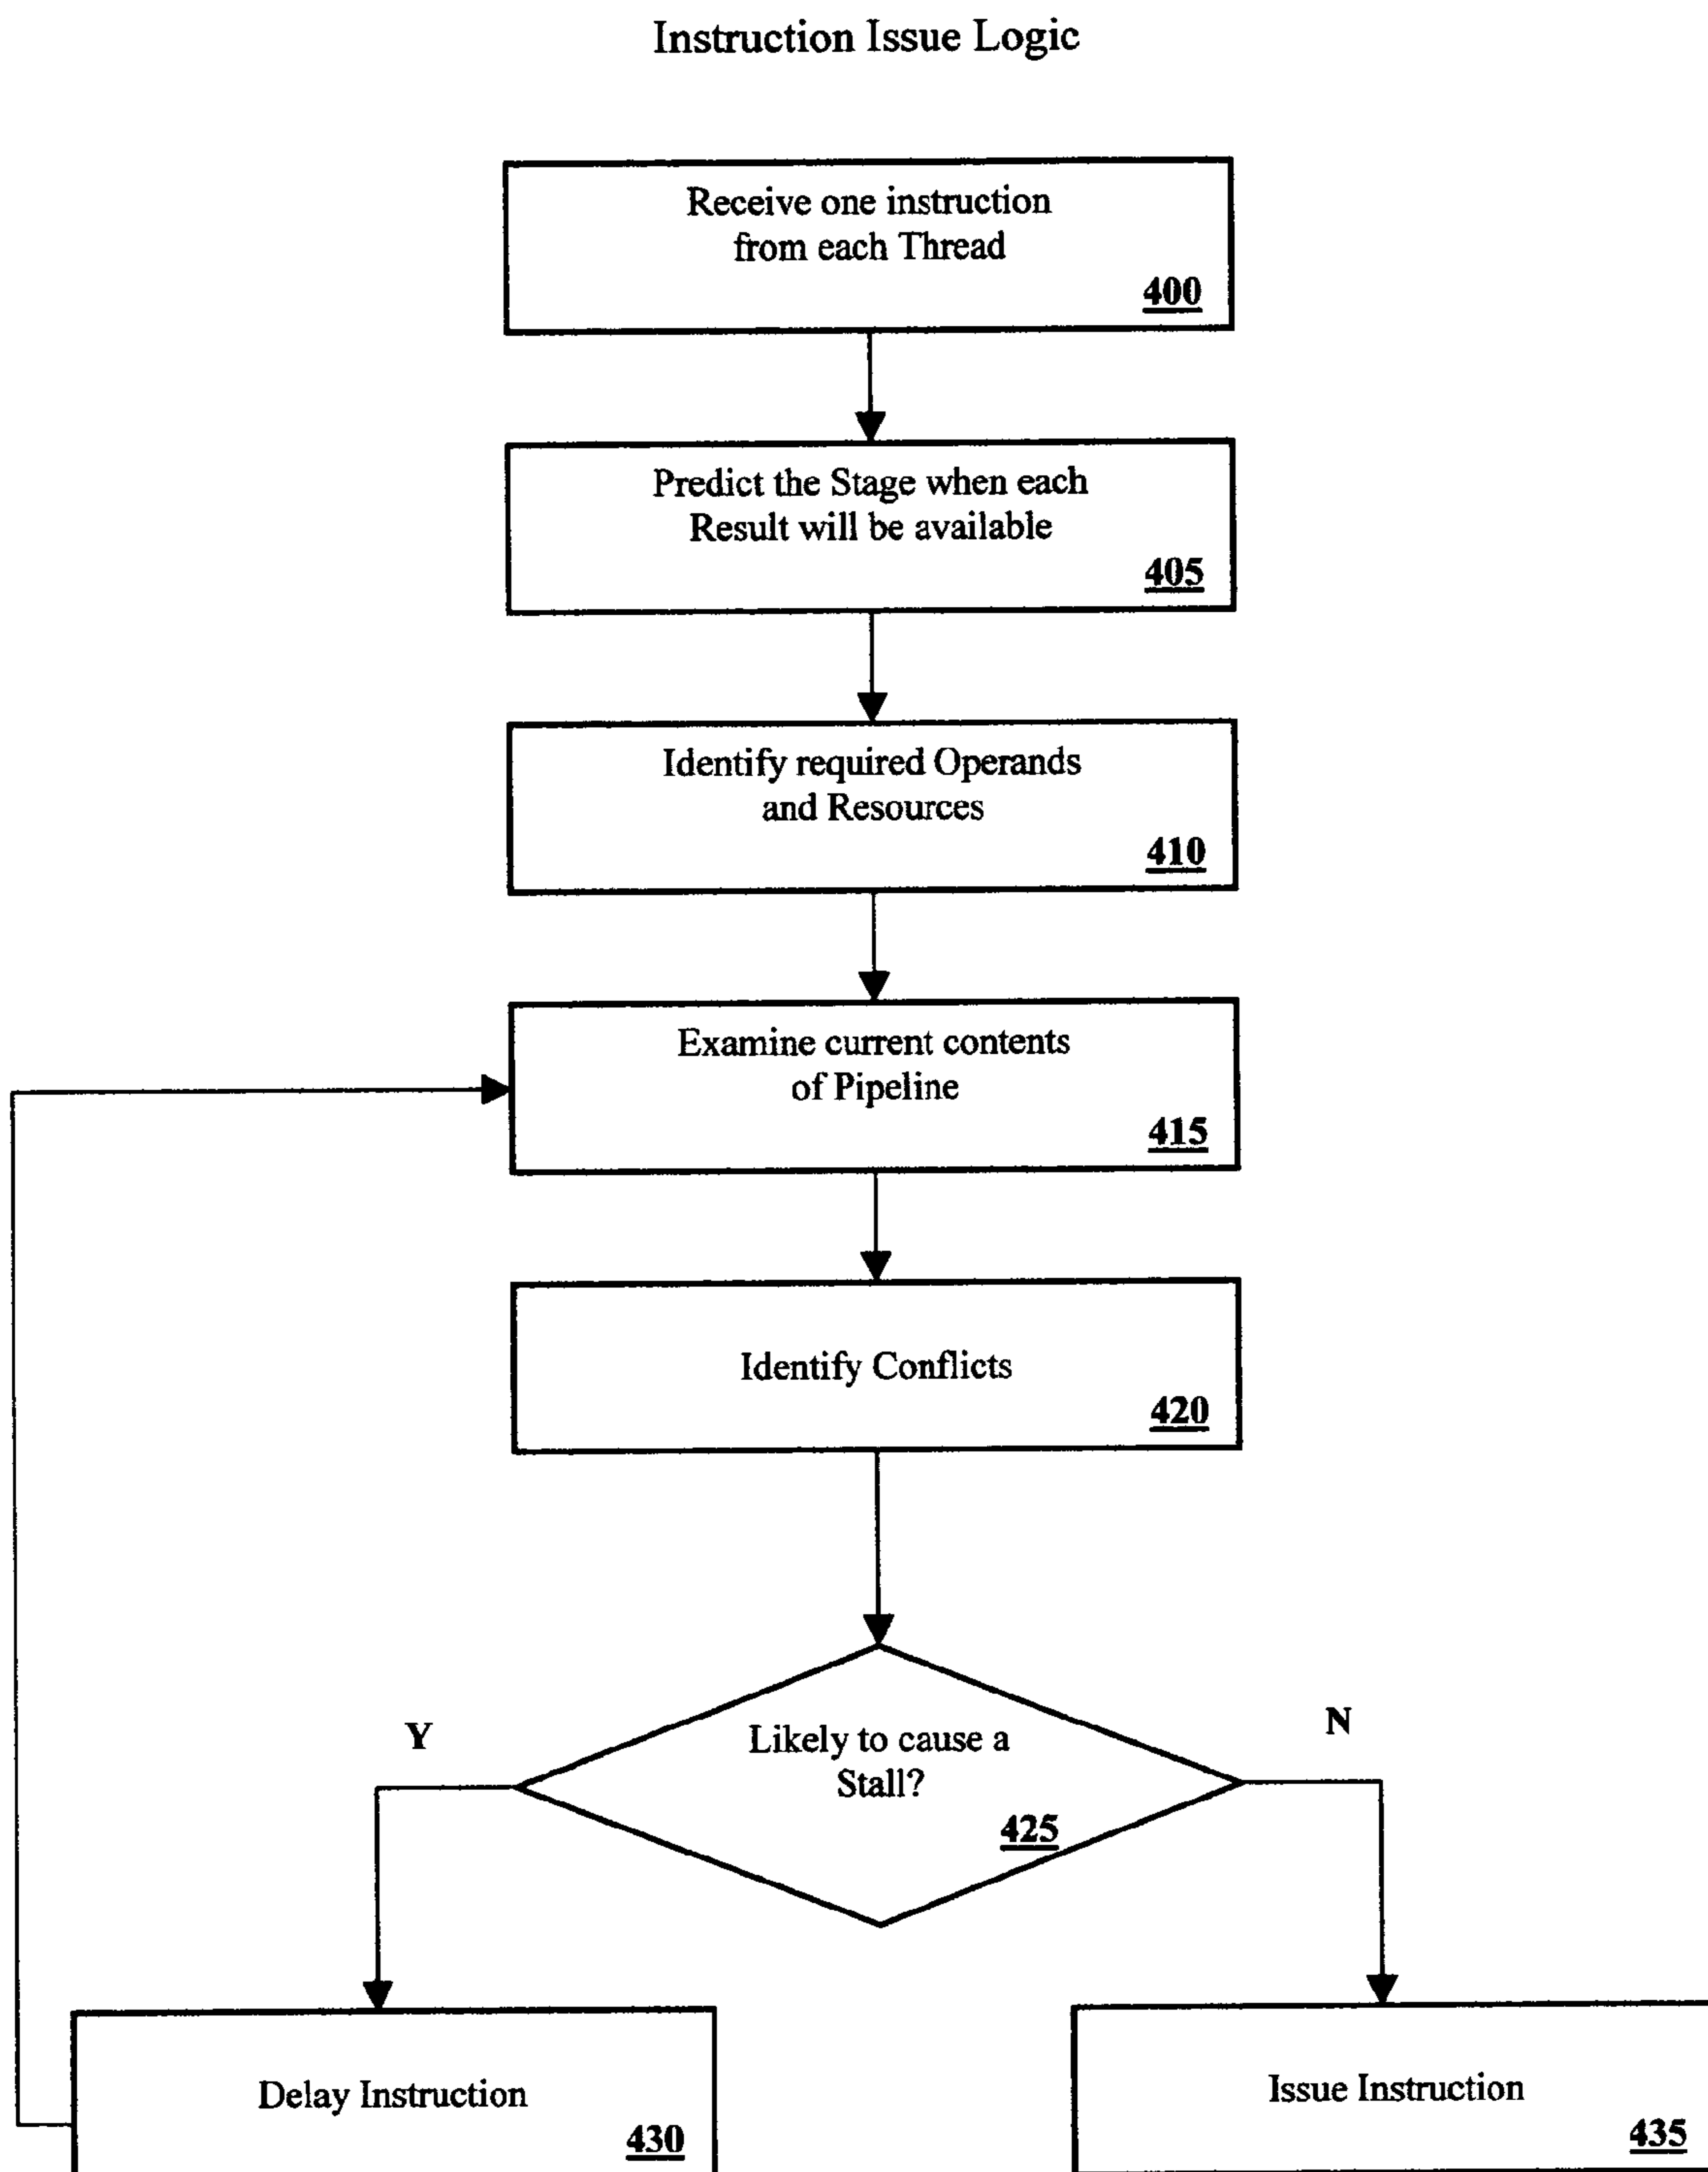 Instruction Issue Logic
Receive one instruction
from each Thread
400
Predict the Stage when each
Result will be available
405
Identify required Operands
and Resources
410
Examine current contents
of Pipeline
415
Identify Conflicts
420
Y
N
Likely to cause a
Stall?
425
Delay Instruction
430
Issue Instruction
435